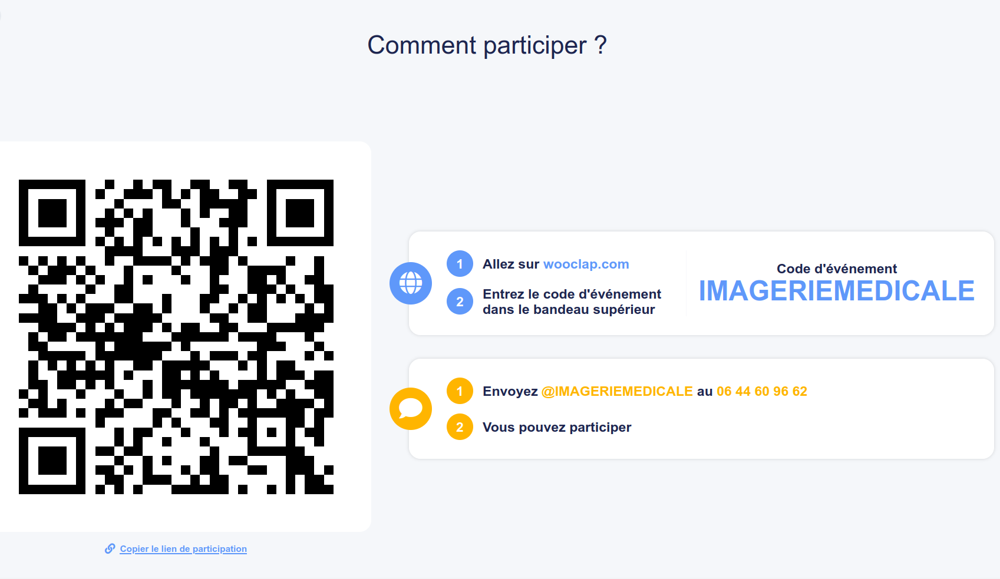 Comment participer ?
1 Allez sur wooclap.com
2 Entrez le code d'événement
dans le bandeau supérieur
Code d'événement
IMAGERIEMEDICALE
1 Envoyez @IMAGERIEMEDICALE au 06 44 60 96 62
2 Vous pouvez participer
Copier le lien de participation